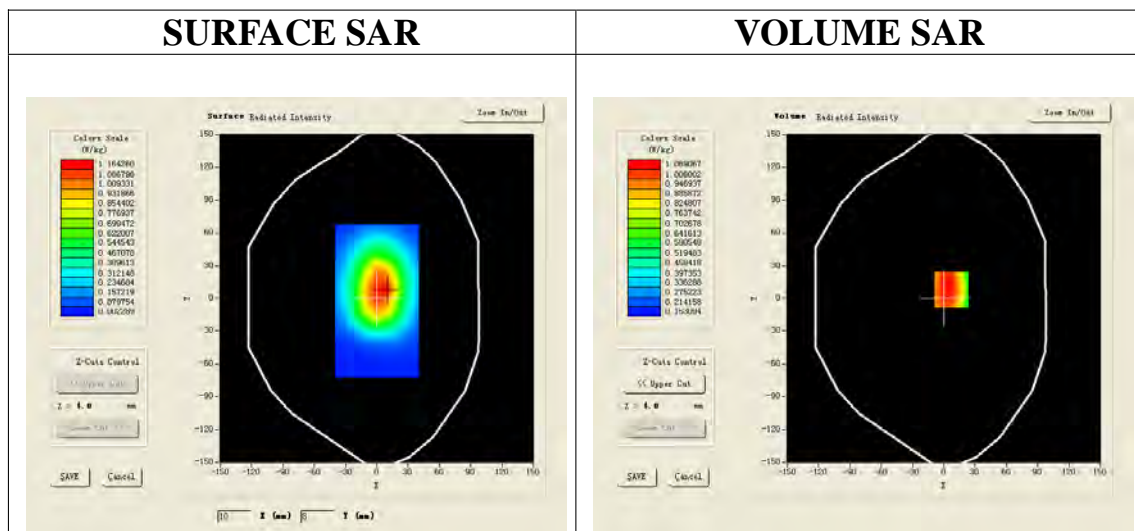 SURFACE SAR
VOLUME SAR
Surface Radiated Intensity
Zoom In/Out
Colors Scale
(W/kg)
1.164260
1.086796
1.009331
0.931866
0.854402
0.776937
0.699472
0.622007
0.544543
0.467078
0.389613
0.312148
0.234684
0.157219
0.079754
0.002289
150
120
90
60
30
0
-30
-60
-90
-120
-150
Y
-150 -120 -90 -60 -30 0 30 60 90 120 150
X
Z-Cuts Control
<< Upper Cut
Z = 4.0 mm
SAVE Cancel
10 X (mm) 8 Y (mm)
Volume Radiated Intensity
Zoom In/Out
Colors Scale
(W/kg)
1.069067
1.008002
0.946937
0.885872
0.824807
0.763742
0.702678
0.641613
0.580548
0.519483
0.458418
0.397353
0.336288
0.275223
0.214158
0.153094
150
120
90
60
30
0
-30
-60
-90
-120
-150
Y
-150 -120 -90 -60 -30 0 30 60 90 120 150
X
Z-Cuts Control
<< Upper Cut
Z = 4.0 mm
SAVE Cancel